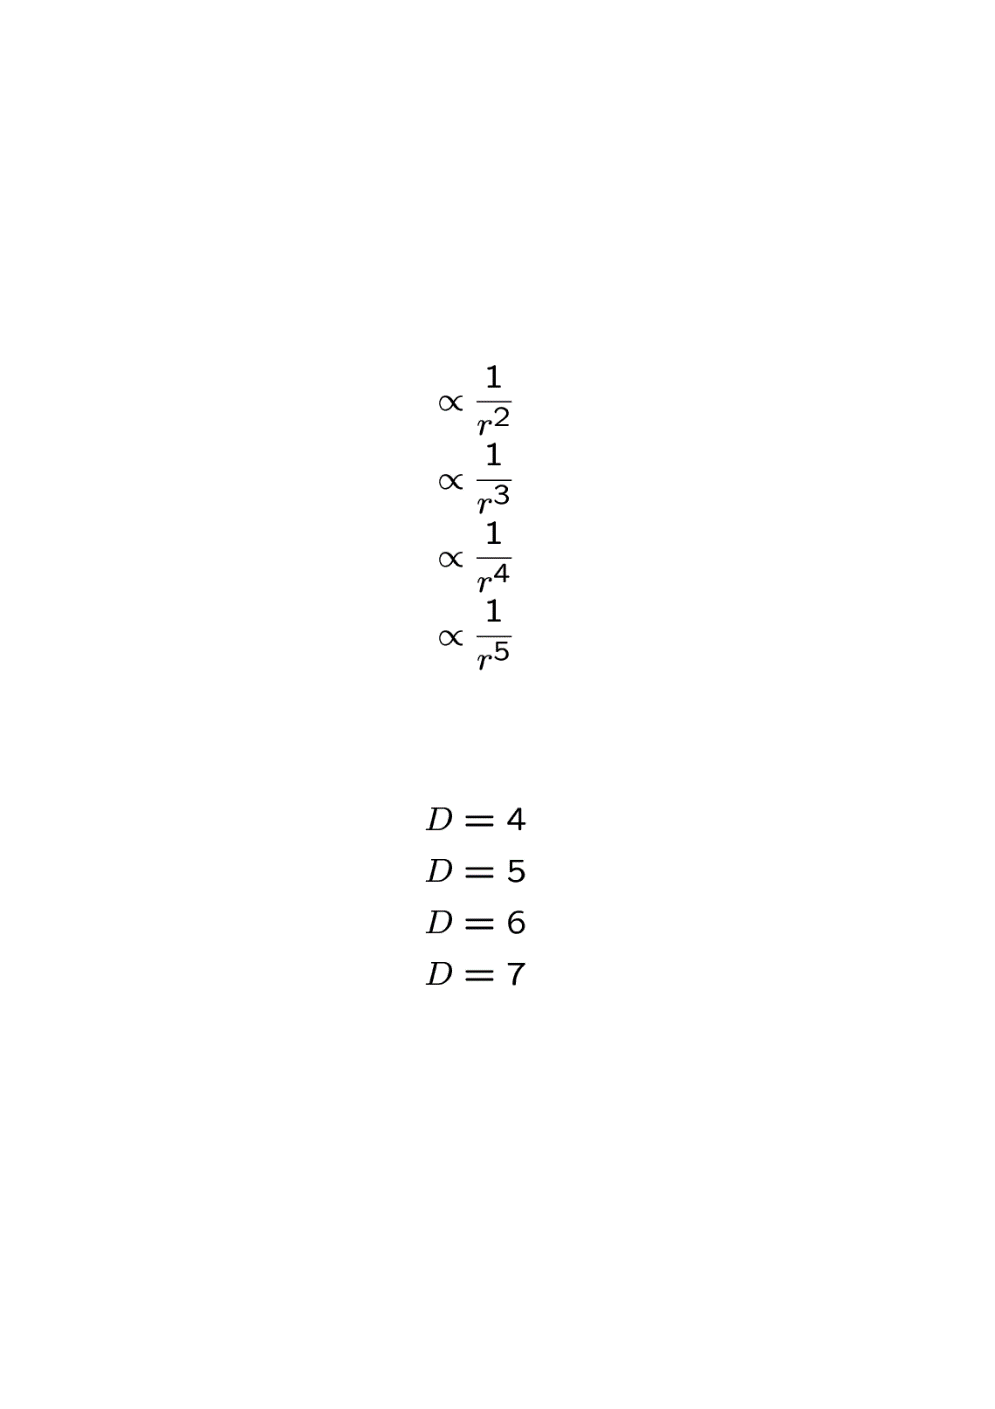 ∝ 1/r²
∝ 1/r³
∝ 1/r⁴
∝ 1/r⁵
D = 4
D = 5
D = 6
D = 7